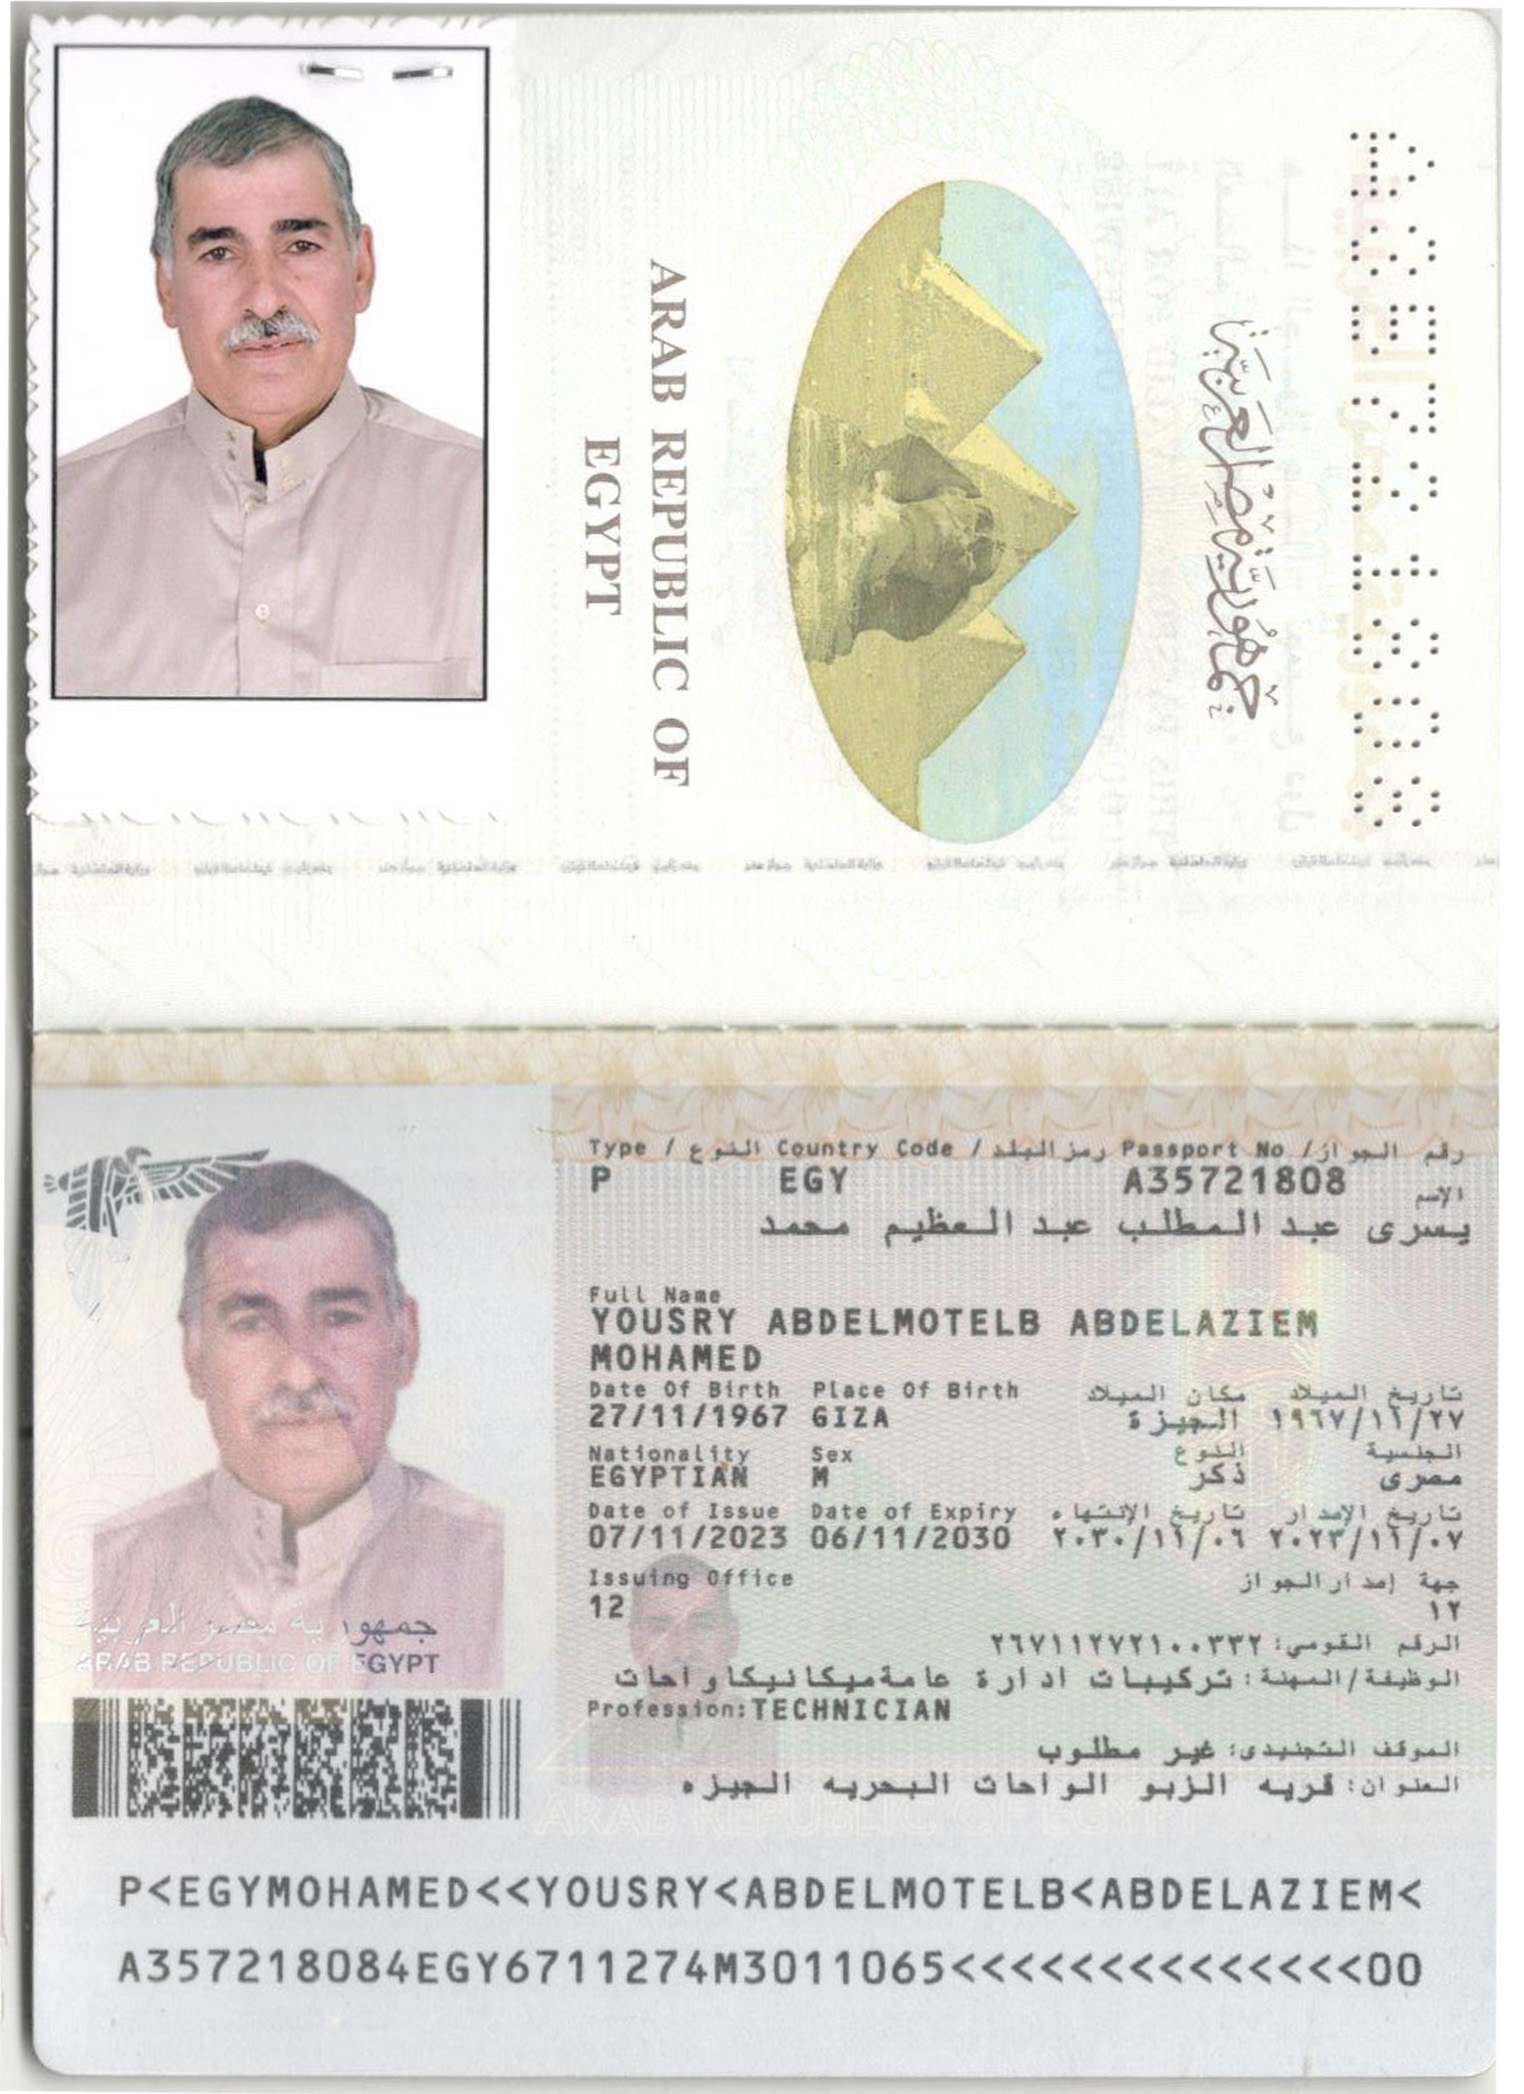 ARAB REPUBLIC OF
EGYPT
جمهورية مصر العربية
A35721808
Type / النوع Country Code / رمز البلد Passport No / رقم الجواز
P EGY A35721808
الإسم
يسرى عبد المطلب عبد العظيم محمد
Full Name
YOUSRY ABDELMOTELB ABDELAZIEM
MOHAMED
Date Of Birth Place Of Birth مكان الميلاد تاريخ الميلاد
27/11/1967 GIZA الجيزة ١٩٦٧/١١/٢٧
Nationality Sex النوع الجنسية
EGYPTIAN M ذكر مصرى
Date of Issue Date of Expiry تاريخ الإنتهاء تاريخ الإصدار
07/11/2023 06/11/2030 ٢٠٣٠/١١/٠٦ ٢٠٢٣/١١/٠٧
Issuing Office جهة إصدار الجواز
12 ١٢
الرقم القومي: ٢٦٧١١٢٧٢١٠٠٣٣٢
الوظيفة/المهنة: تركيبات ادارة عامةميكانيكاواحات
Profession:TECHNICIAN
الموقف التجنيدى: غير مطلوب
العنوان: قريه الزبو الواحات البحريه الجيزه
جمهورية مصر العربية
ARAB REPUBLIC OF EGYPT
ARAB REPUBLIC OF EGYPT
P<EGYMOHAMED<<YOUSRY<ABDELMOTELB<ABDELAZIEM<
A357218084EGY6711274M3011065<<<<<<<<<<<<<<00